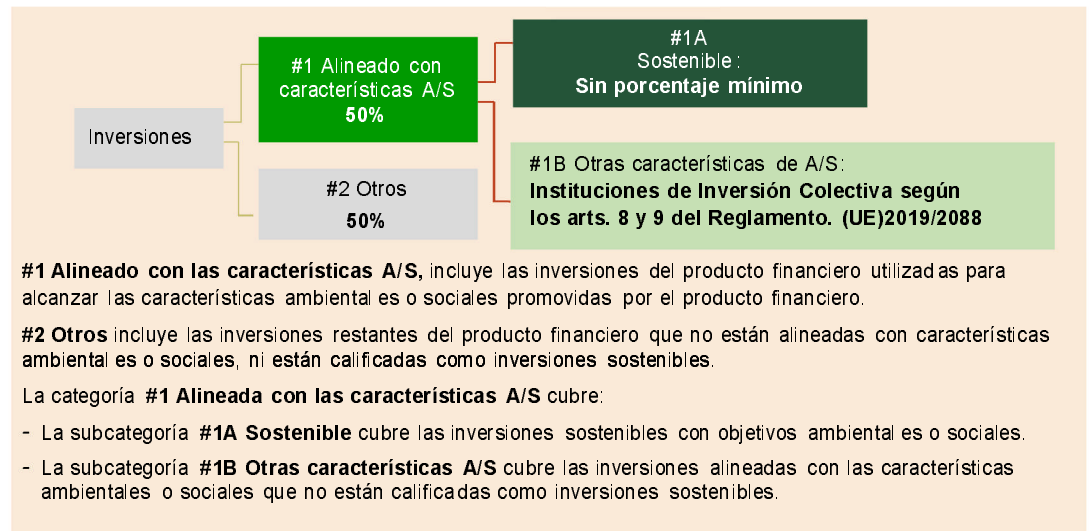 Inversiones
#1 Alineado con
características A/S
50%
#2 Otros
50%
#1A
Sostenible:
Sin porcentaje mínimo
#1B Otras características de A/S:
Instituciones de Inversión Colectiva según
los arts. 8 y 9 del Reglamento. (UE)2019/2088
#1 Alineado con las características A/S, incluye las inversiones del producto financiero utilizadas para
alcanzar las características ambientales o sociales promovidas por el producto financiero.
#2 Otros incluye las inversiones restantes del producto financiero que no están alineadas con características
ambientales o sociales, ni están calificadas como inversiones sostenibles.
La categoría #1 Alineada con las características A/S cubre:
- La subcategoría #1A Sostenible cubre las inversiones sostenibles con objetivos ambientales o sociales.
- La subcategoría #1B Otras características A/S cubre las inversiones alineadas con las características
ambientales o sociales que no están calificadas como inversiones sostenibles.